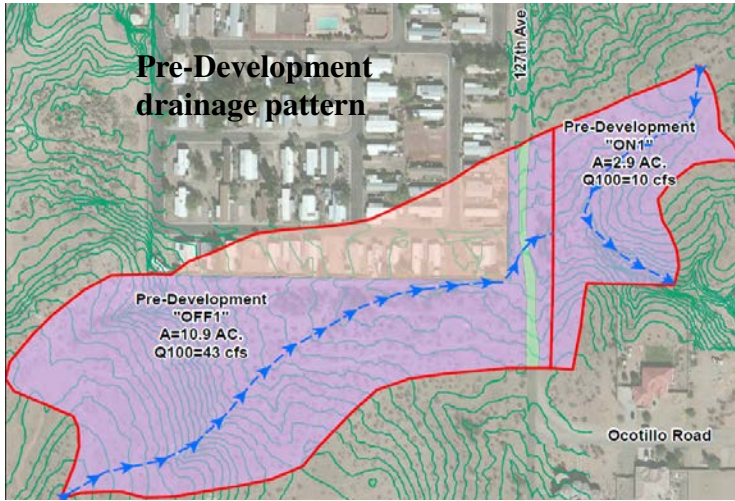 Pre-Development
drainage pattern
127th Ave
Pre-Development
"ON1"
A=2.9 AC.
Q100=10 cfs
Pre-Development
"OFF1"
A=10.9 AC.
Q100=43 cfs
Ocotillo Road